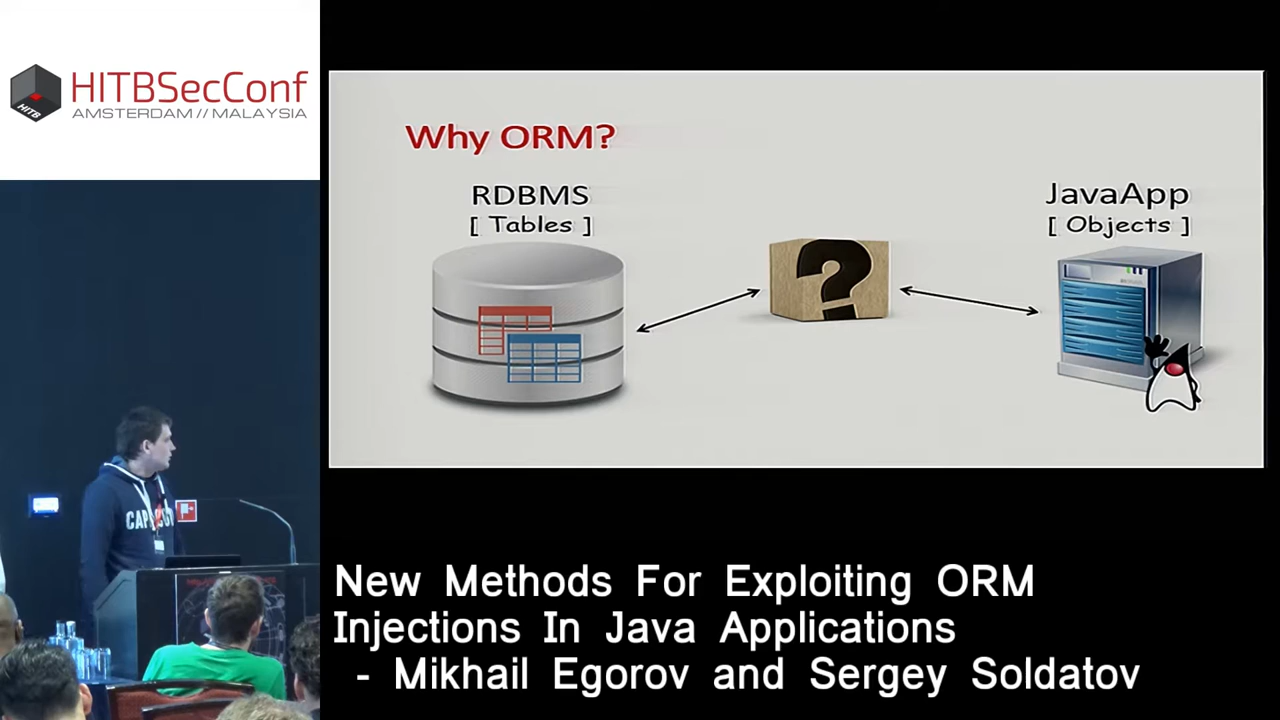 HITBSecConf
AMSTERDAM // MALAYSIA
HITB
Why ORM?
RDBMS
[ Tables ]
JavaApp
[ Objects ]
?
New Methods For Exploiting ORM
Injections In Java Applications
- Mikhail Egorov and Sergey Soldatov